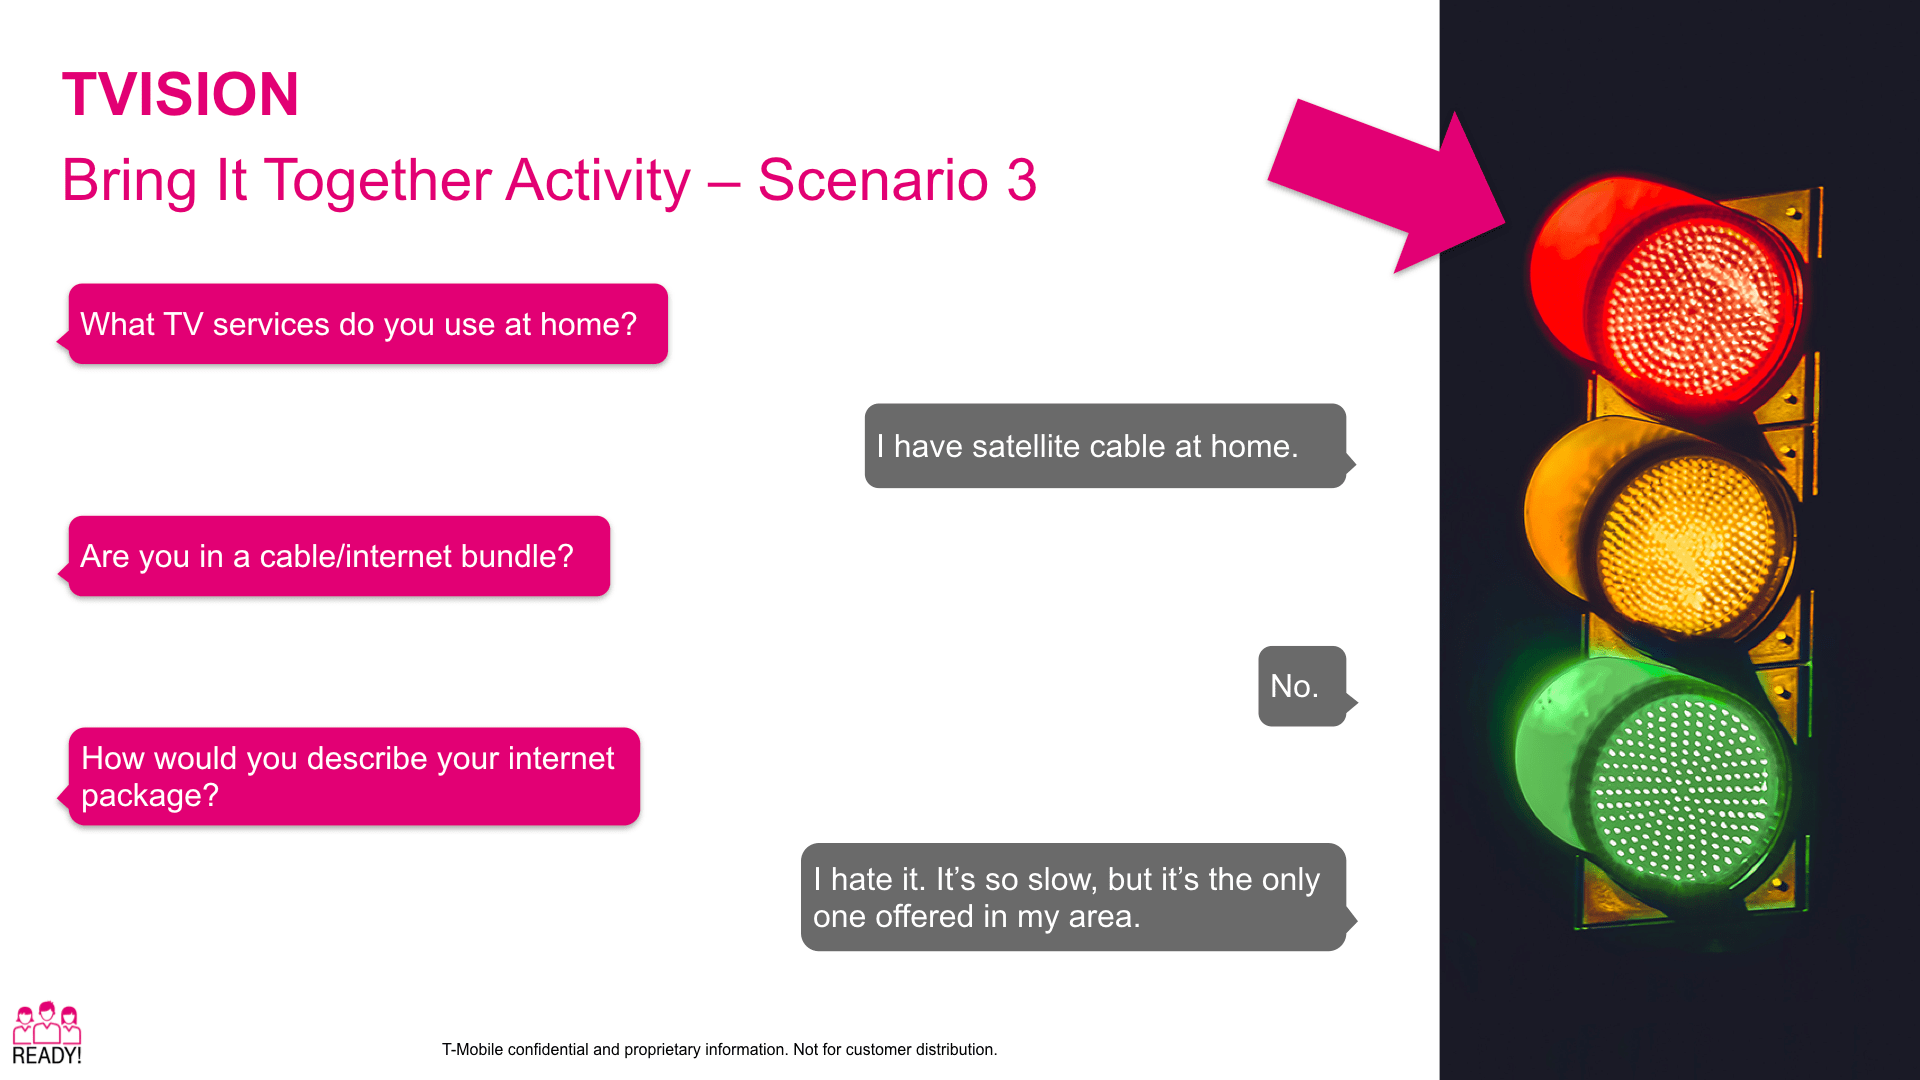 TVISION
Bring It Together Activity – Scenario 3
What TV services do you use at home?
I have satellite cable at home.
Are you in a cable/internet bundle?
No.
How would you describe your internet
package?
I hate it. It’s so slow, but it’s the only
one offered in my area.
READY!
T-Mobile confidential and proprietary information. Not for customer distribution.